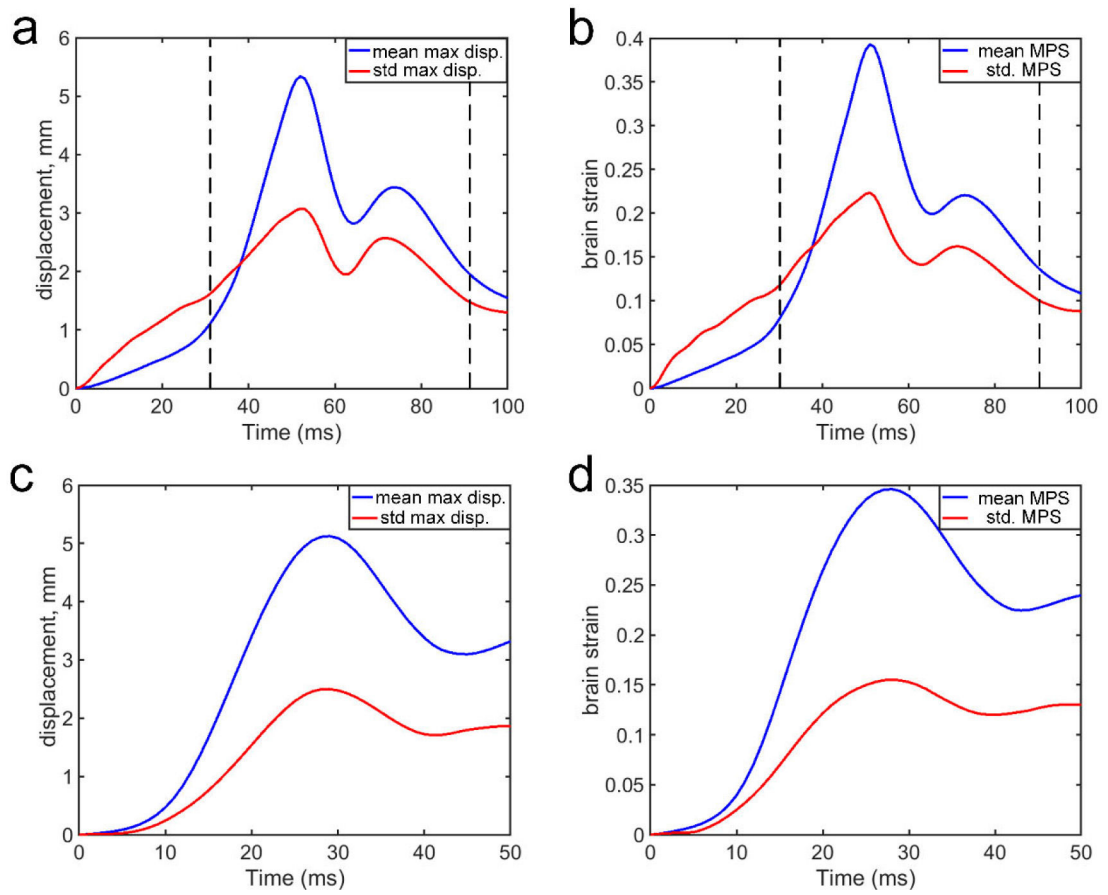 a
6
5
4
3
2
1
0
displacement, mm
mean max disp.
std max disp.
0 20 40 60 80 100
Time (ms)
b
0.4
0.35
0.3
0.25
0.2
0.15
0.1
0.05
0
brain strain
mean MPS
std. MPS
0 20 40 60 80 100
Time (ms)
c
6
5
4
3
2
1
0
displacement, mm
mean max disp.
std max disp.
0 10 20 30 40 50
Time (ms)
d
0.35
0.3
0.25
0.2
0.15
0.1
0.05
0
brain strain
mean MPS
std. MPS
0 10 20 30 40 50
Time (ms)